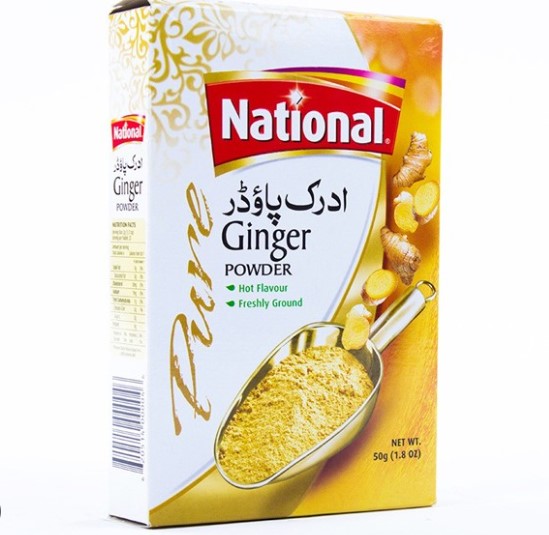 National
ادرک پاؤڈر
Ginger
POWDER
Hot Flavour
Freshly Ground
Pure
NET WT.
50g (1.8 OZ)
National
ادرک پاؤڈر
Ginger
POWDER
NUTRITION FACTS